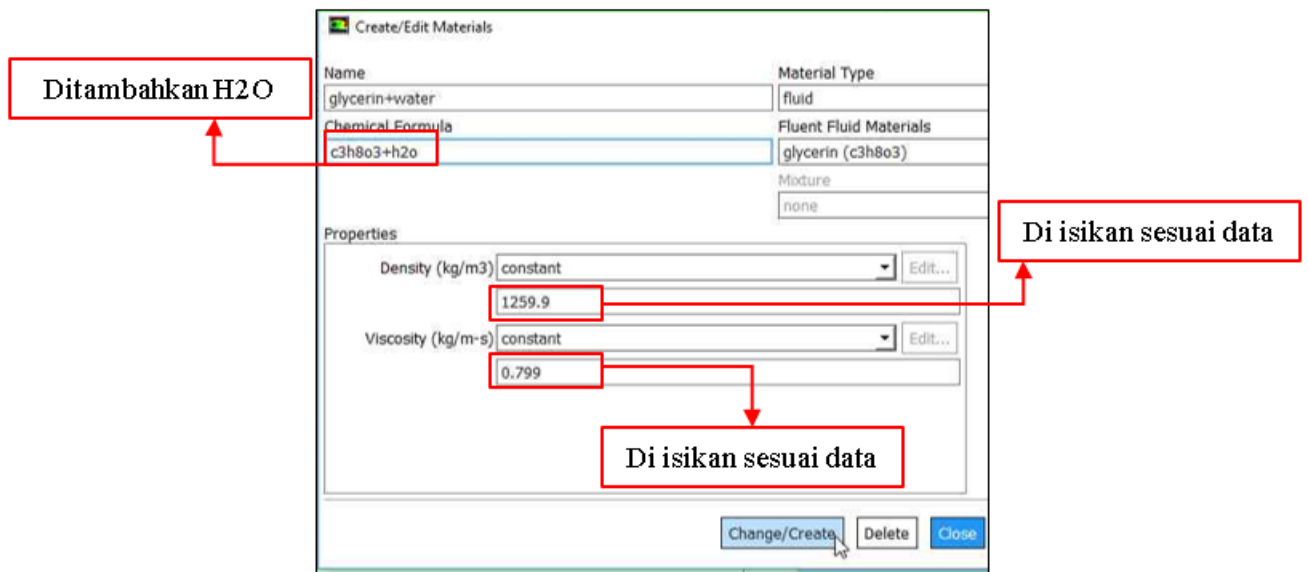 Create/Edit Materials
Ditambahkan H2O
Name
Material Type
glycerin+water
fluid
Chemical Formula
Fluent Fluid Materials
c3h8o3+h2o
glycerin (c3h8o3)
Mixture
none
Di isikan sesuai data
Properties
Density (kg/m3) constant
Edit...
1259.9
Viscosity (kg/m-s) constant
Edit...
0.799
Di isikan sesuai data
Change/Create
Delete
Close